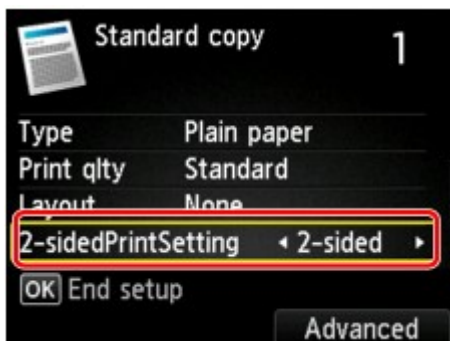 Standard copy 1
Type Plain paper
Print qlty Standard
Layout None
2-sidedPrintSetting 2-sided
OK End setup
Advanced